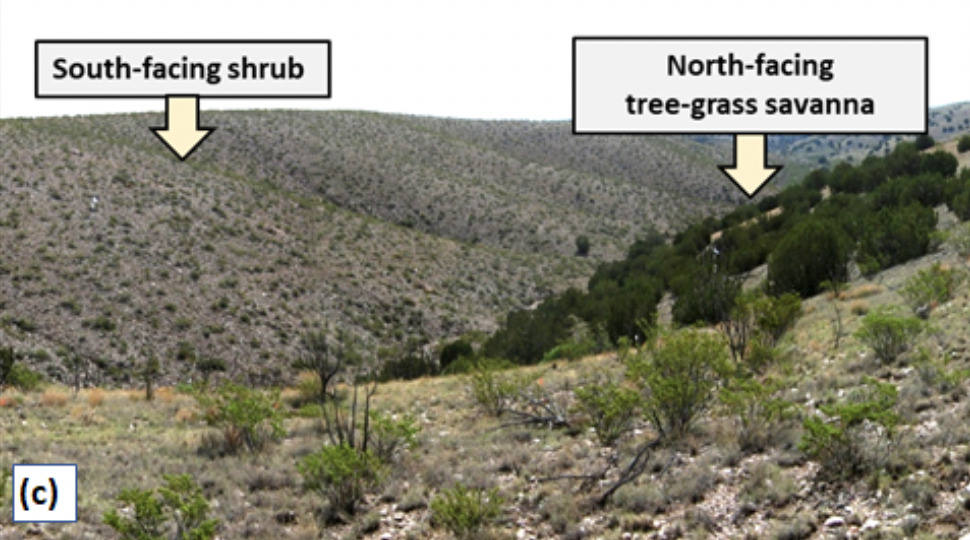 South-facing shrub
North-facing
tree-grass savanna
(c)